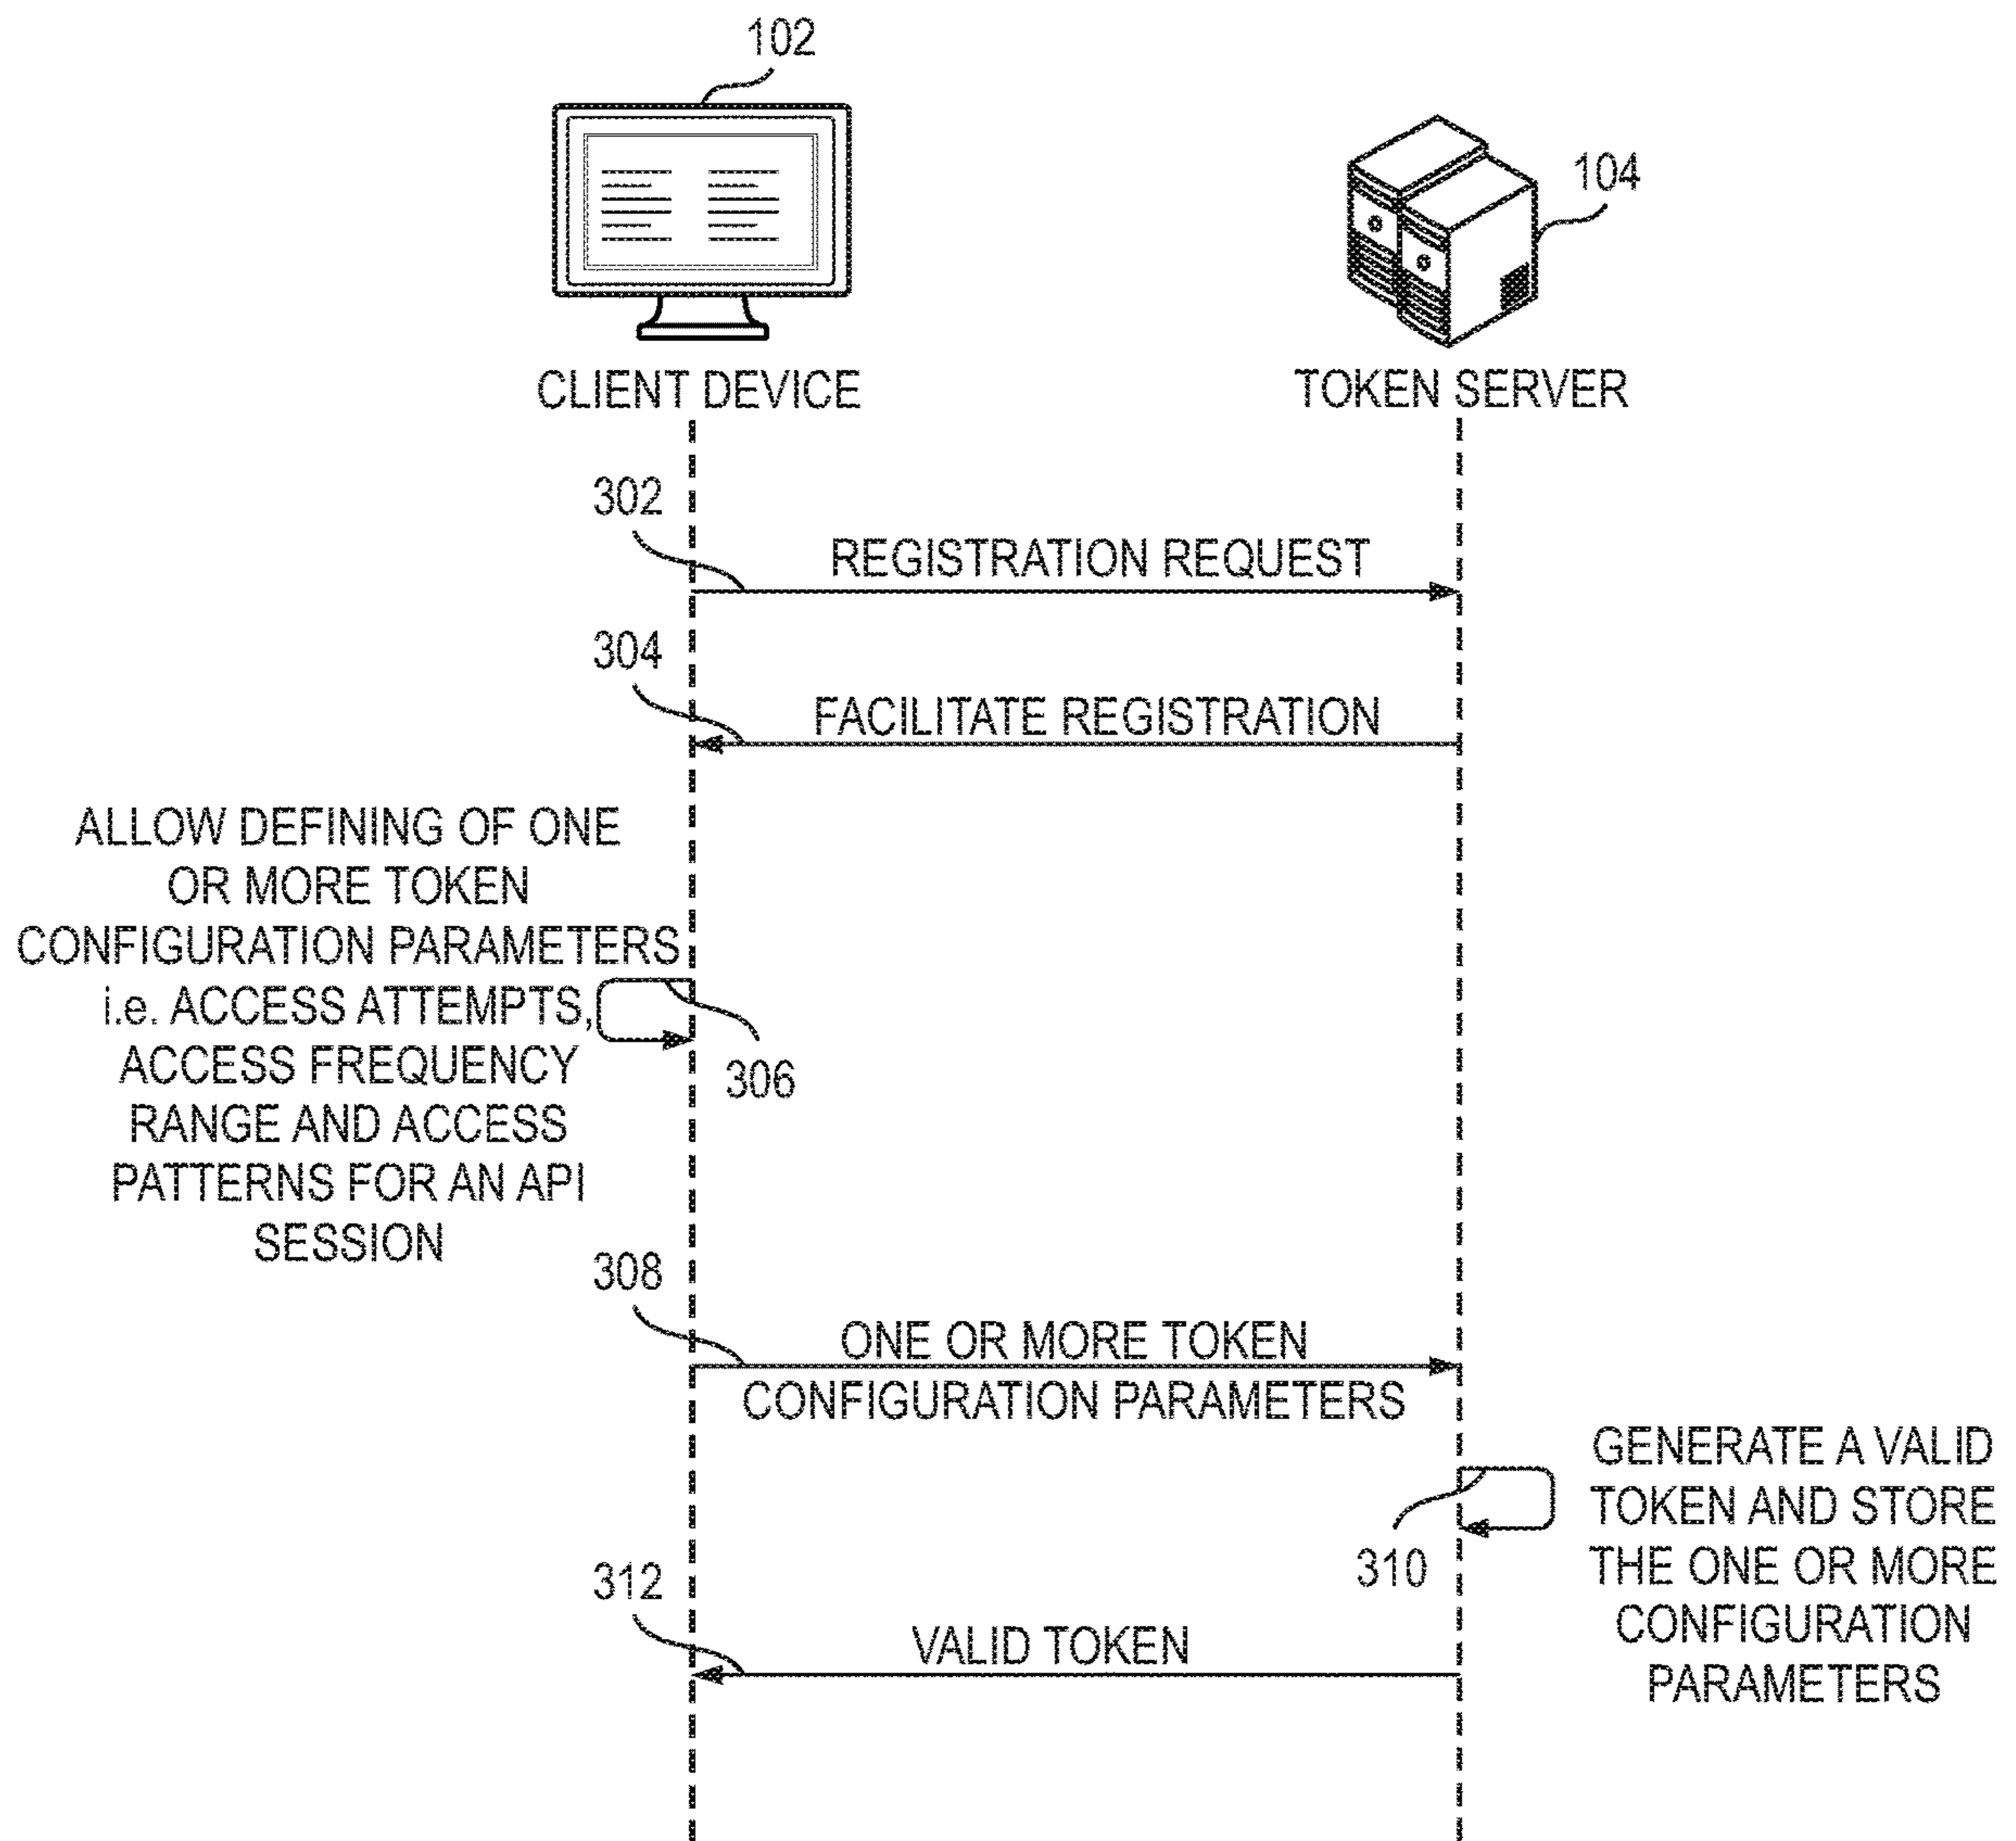 102
104
CLIENT DEVICE
TOKEN SERVER
302
REGISTRATION REQUEST
304
FACILITATE REGISTRATION
ALLOW DEFINING OF ONE
OR MORE TOKEN
CONFIGURATION PARAMETERS
i.e. ACCESS ATTEMPTS,
ACCESS FREQUENCY
RANGE AND ACCESS
PATTERNS FOR AN API
SESSION
306
308
ONE OR MORE TOKEN
CONFIGURATION PARAMETERS
GENERATE A VALID
TOKEN AND STORE
THE ONE OR MORE
CONFIGURATION
PARAMETERS
310
312
VALID TOKEN